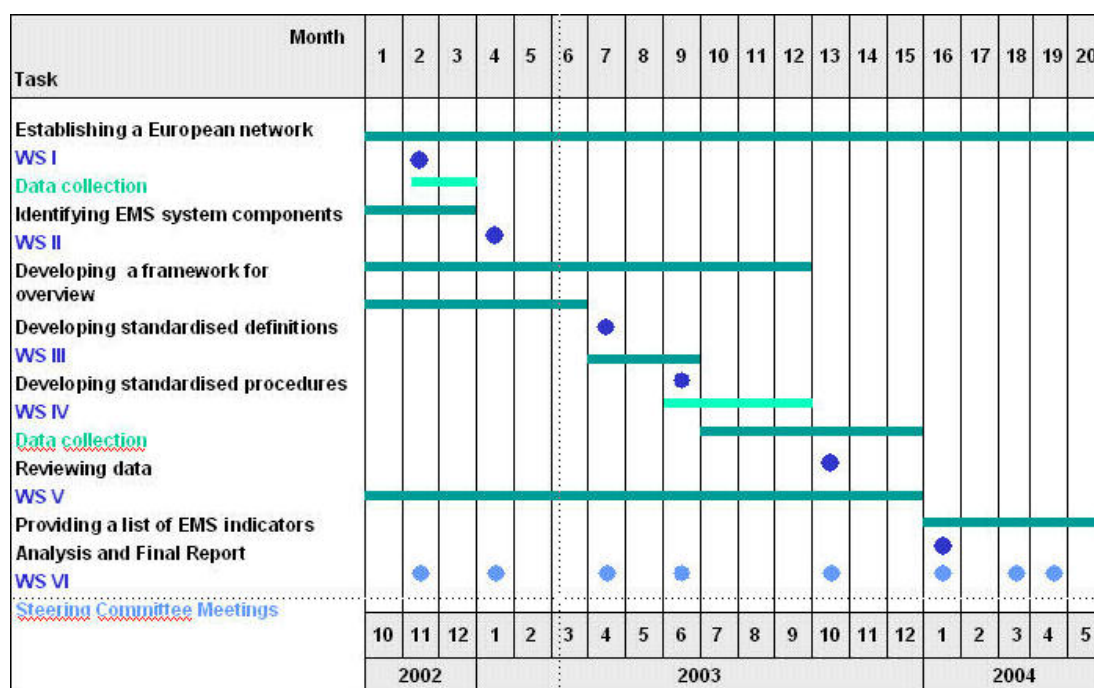 Month
Task
1 2 3 4 5 6 7 8 9 10 11 12 13 14 15 16 17 18 19 20
Establishing a European network
WS I
Data collection
Identifying EMS system components
WS II
Developing a framework for
overview
Developing standardised definitions
WS III
Developing standardised procedures
WS IV
Data collection
Reviewing data
WS V
Providing a list of EMS indicators
Analysis and Final Report
WS VI
Steering Committee Meetings
10 11 12 1 2 3 4 5 6 7 8 9 10 11 12 1 2 3 4 5
2002 2003 2004